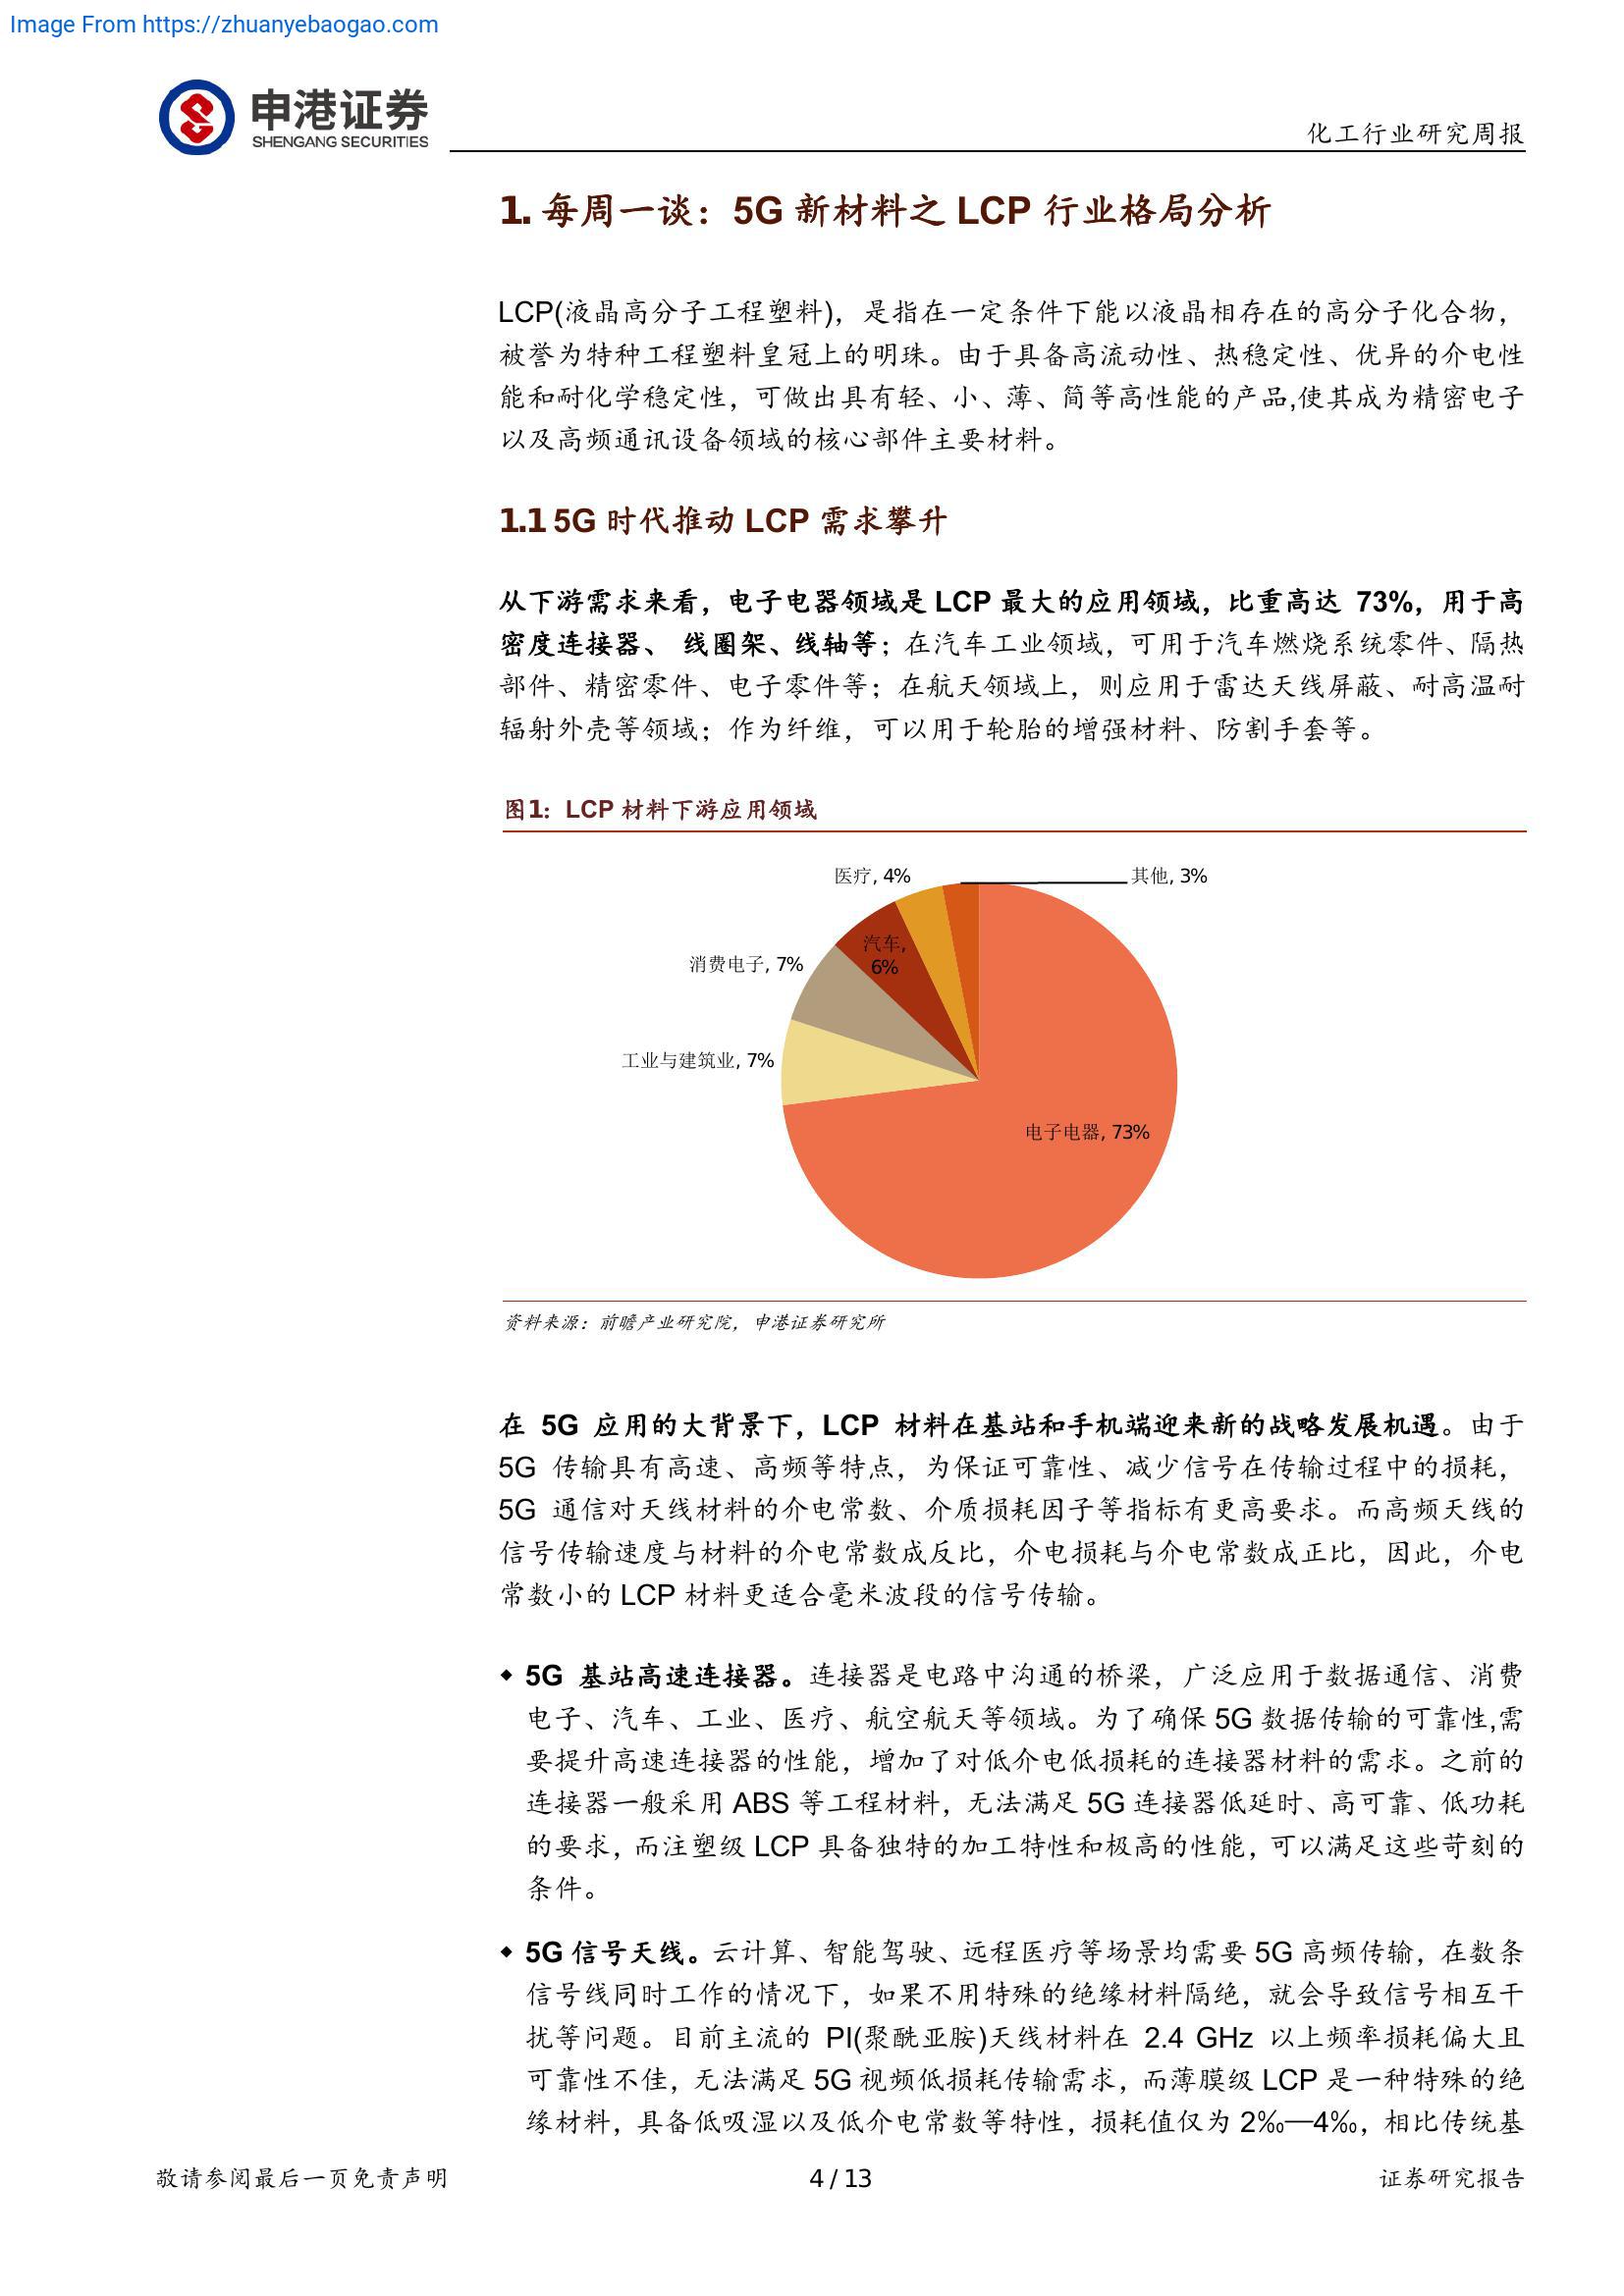 Image From https://zhuanyebaogao.com
申港证券
SHENGANG SECURITIES
化工行业研究周报
1. 每周一谈：5G 新材料之 LCP 行业格局分析
LCP(液晶高分子工程塑料)，是指在一定条件下能以液晶相存在的高分子化合物，
被誉为特种工程塑料皇冠上的明珠。由于具备高流动性、热稳定性、优异的介电性
能和耐化学稳定性，可做出具有轻、小、薄、简等高性能的产品,使其成为精密电子
以及高频通讯设备领域的核心部件主要材料。
1.1 5G 时代推动 LCP 需求攀升
从下游需求来看，电子电器领域是 LCP 最大的应用领域，比重高达 73%，用于高
密度连接器、 线圈架、线轴等；在汽车工业领域，可用于汽车燃烧系统零件、隔热
部件、精密零件、电子零件等；在航天领域上，则应用于雷达天线屏蔽、耐高温耐
辐射外壳等领域；作为纤维，可以用于轮胎的增强材料、防割手套等。
图1：LCP 材料下游应用领域
医疗, 4%
其他, 3%
汽车,
6%
消费电子, 7%
工业与建筑业, 7%
电子电器, 73%
资料来源：前瞻产业研究院，申港证券研究所
在 5G 应用的大背景下，LCP 材料在基站和手机端迎来新的战略发展机遇。由于
5G 传输具有高速、高频等特点，为保证可靠性、减少信号在传输过程中的损耗，
5G 通信对天线材料的介电常数、介质损耗因子等指标有更高要求。而高频天线的
信号传输速度与材料的介电常数成反比，介电损耗与介电常数成正比，因此，介电
常数小的 LCP 材料更适合毫米波段的信号传输。
◆ 5G 基站高速连接器。连接器是电路中沟通的桥梁，广泛应用于数据通信、消费
电子、汽车、工业、医疗、航空航天等领域。为了确保 5G 数据传输的可靠性,需
要提升高速连接器的性能，增加了对低介电低损耗的连接器材料的需求。之前的
连接器一般采用 ABS 等工程材料，无法满足 5G 连接器低延时、高可靠、低功耗
的要求，而注塑级 LCP 具备独特的加工特性和极高的性能，可以满足这些苛刻的
条件。
◆ 5G 信号天线。云计算、智能驾驶、远程医疗等场景均需要 5G 高频传输，在数条
信号线同时工作的情况下，如果不用特殊的绝缘材料隔绝，就会导致信号相互干
扰等问题。目前主流的 PI(聚酰亚胺)天线材料在 2.4 GHz 以上频率损耗偏大且
可靠性不佳，无法满足 5G 视频低损耗传输需求，而薄膜级 LCP 是一种特殊的绝
缘材料，具备低吸湿以及低介电常数等特性，损耗值仅为 2‰—4‰，相比传统基
敬请参阅最后一页免责声明
4 / 13
证券研究报告